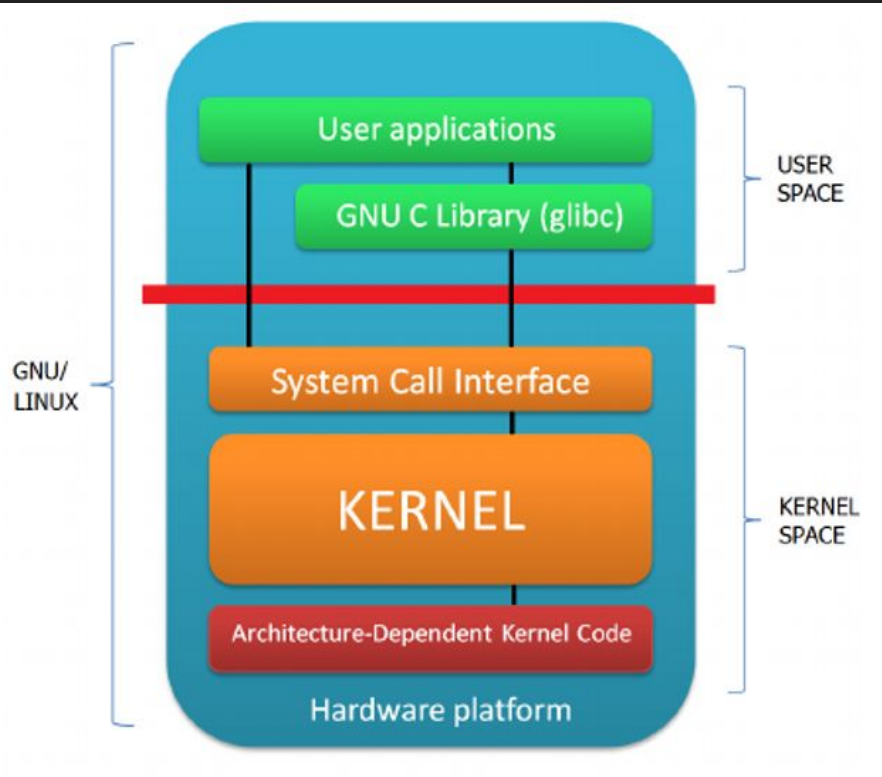 User applications
GNU C Library (glibc)
USER
SPACE
GNU/
LINUX
System Call Interface
KERNEL
KERNEL
SPACE
Architecture-Dependent Kernel Code
Hardware platform